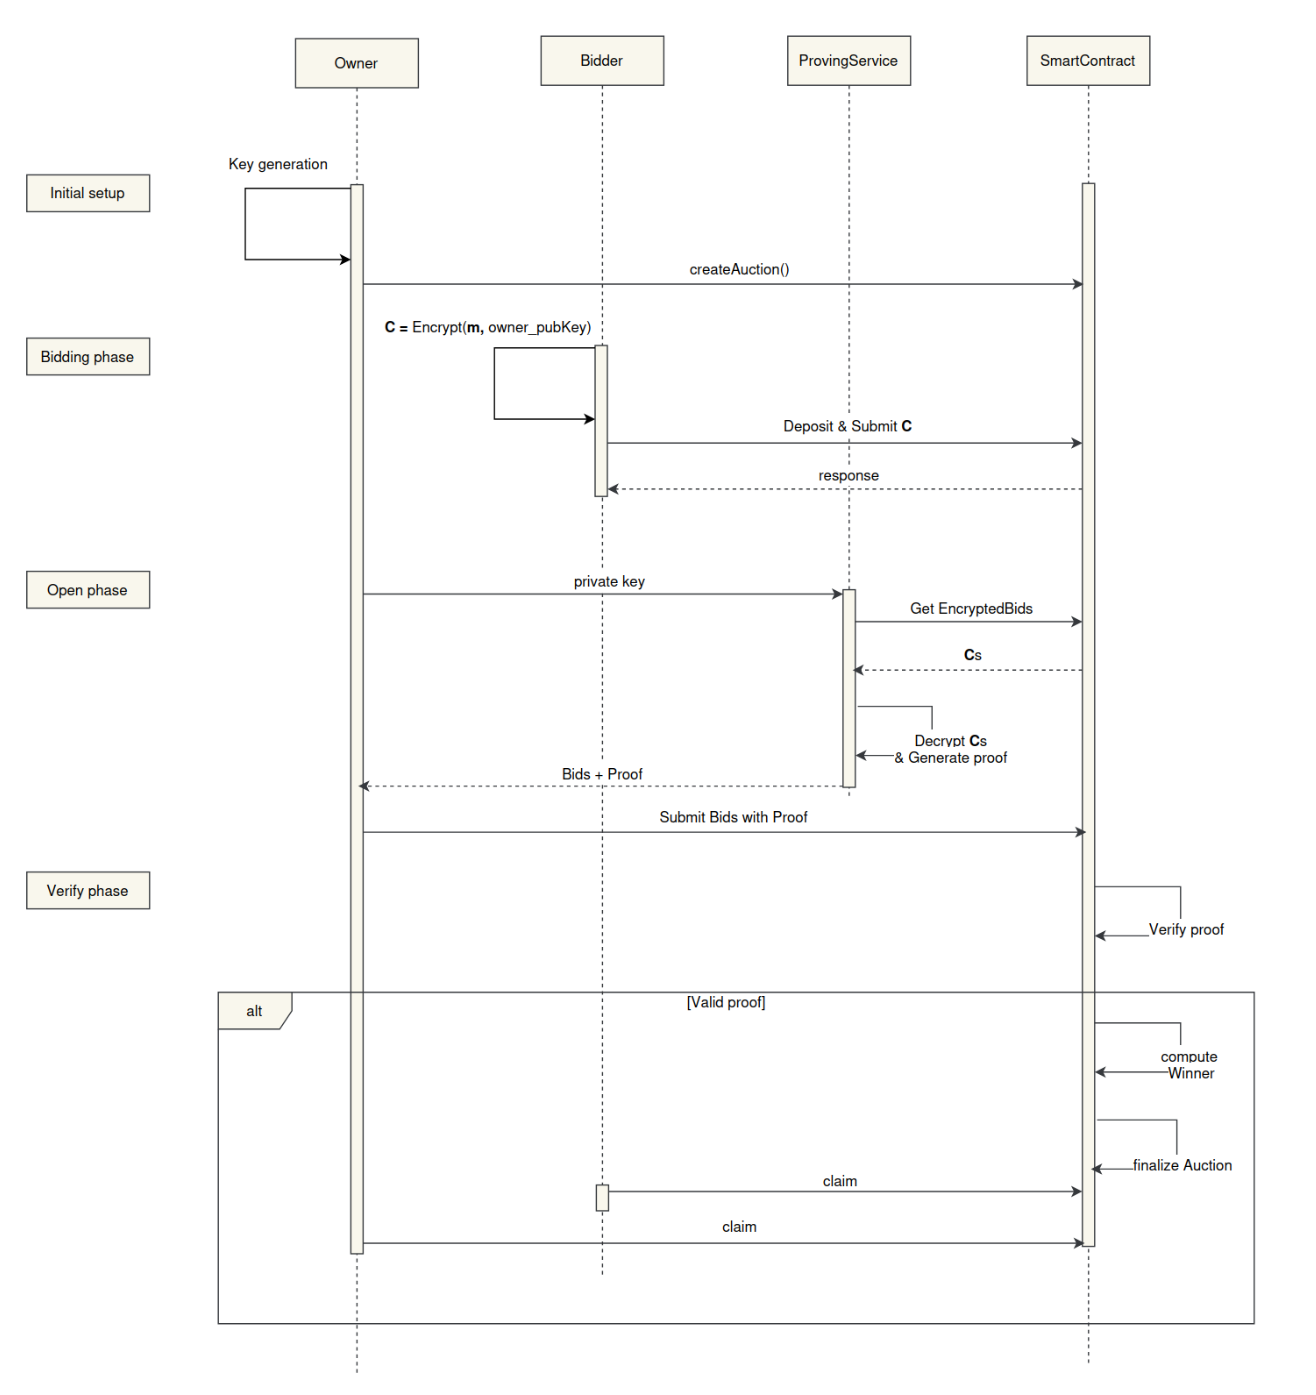 Owner
Bidder
ProvingService
SmartContract
Key generation
Initial setup
createAuction()
C = Encrypt(m, owner_pubKey)
Bidding phase
Deposit & Submit C
response
Open phase
private key
Get EncryptedBids
Cs
Decrypt Cs
& Generate proof
Bids + Proof
Submit Bids with Proof
Verify phase
Verify proof
alt
[Valid proof]
compute
Winner
finalize Auction
claim
claim